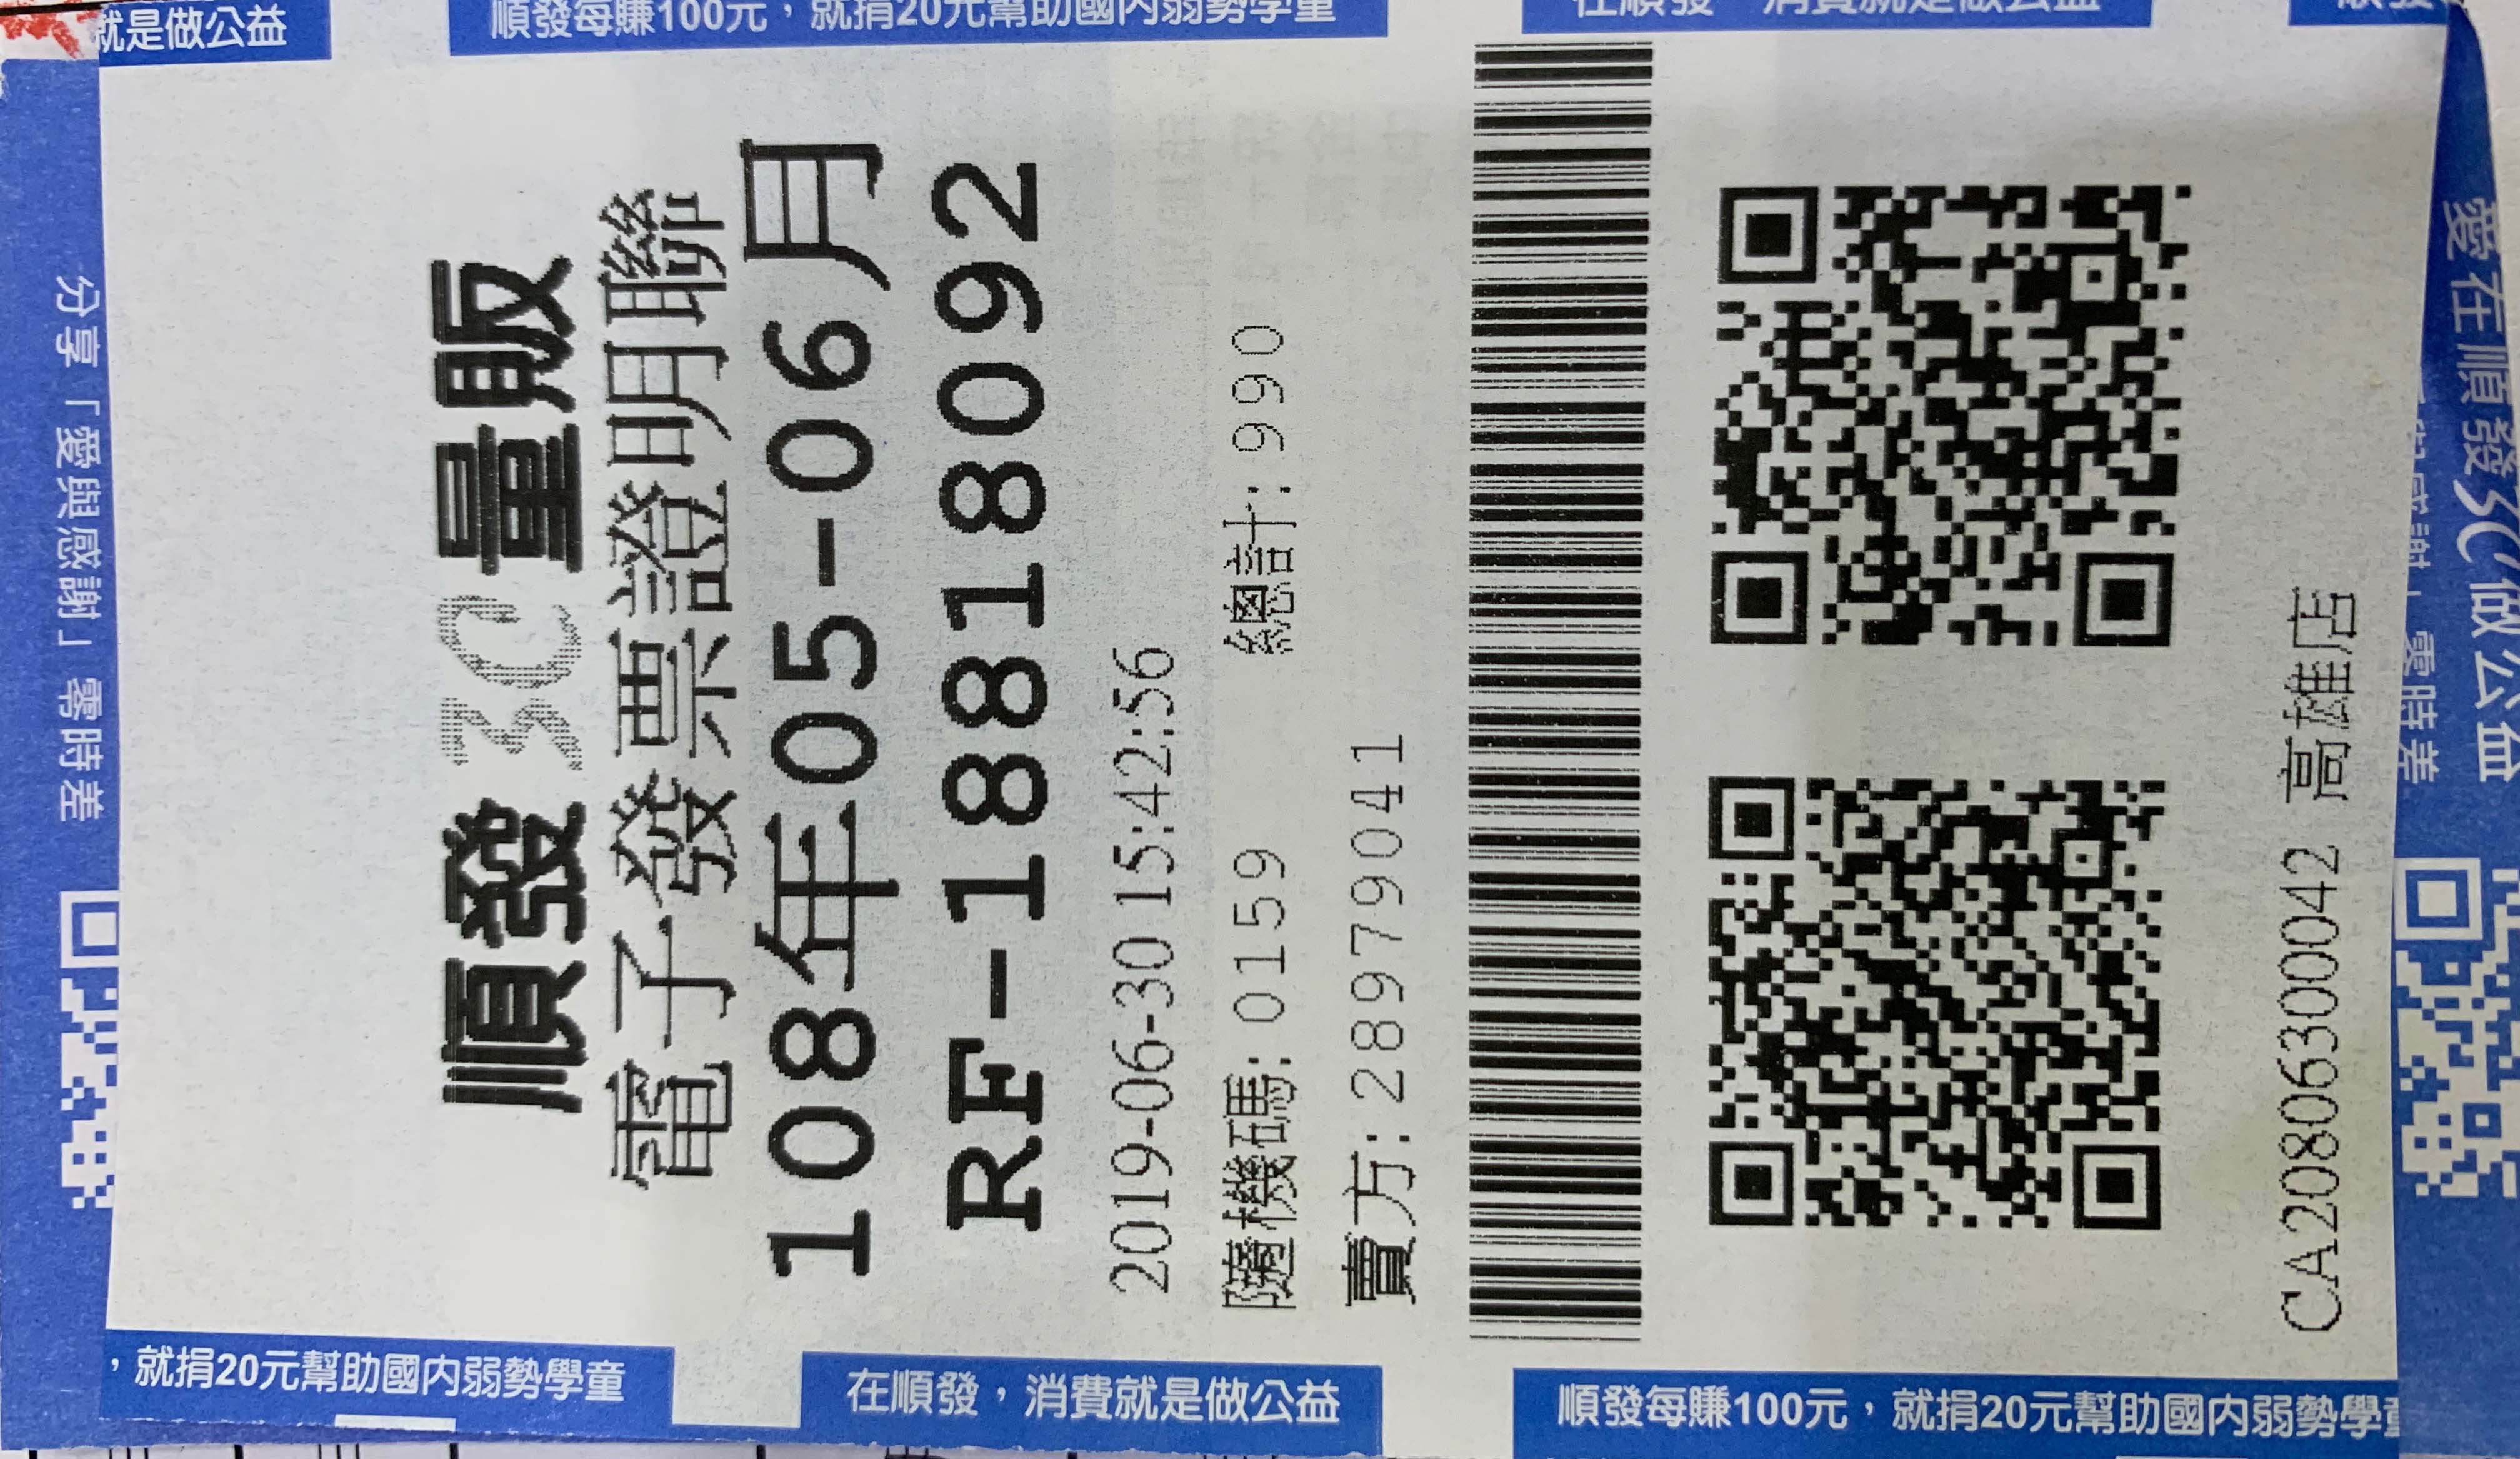 就是做公益
順發每賺100元，就捐20元幫助國內弱勢學童
在順發 消費就是做公益
分享「愛與感謝」零時差
順發3C量販
電子發票證明聯
108年05-06月
RF-18818092
2019-06-30 15:42:56
隨機碼:0159 總計:990
賣方:28979041
CA2080630042 高雄店
愛在順發3C做公益
零時差
，就捐20元幫助國內弱勢學童
在順發，消費就是做公益
順發每賺100元，就捐20元幫助國內弱勢學童